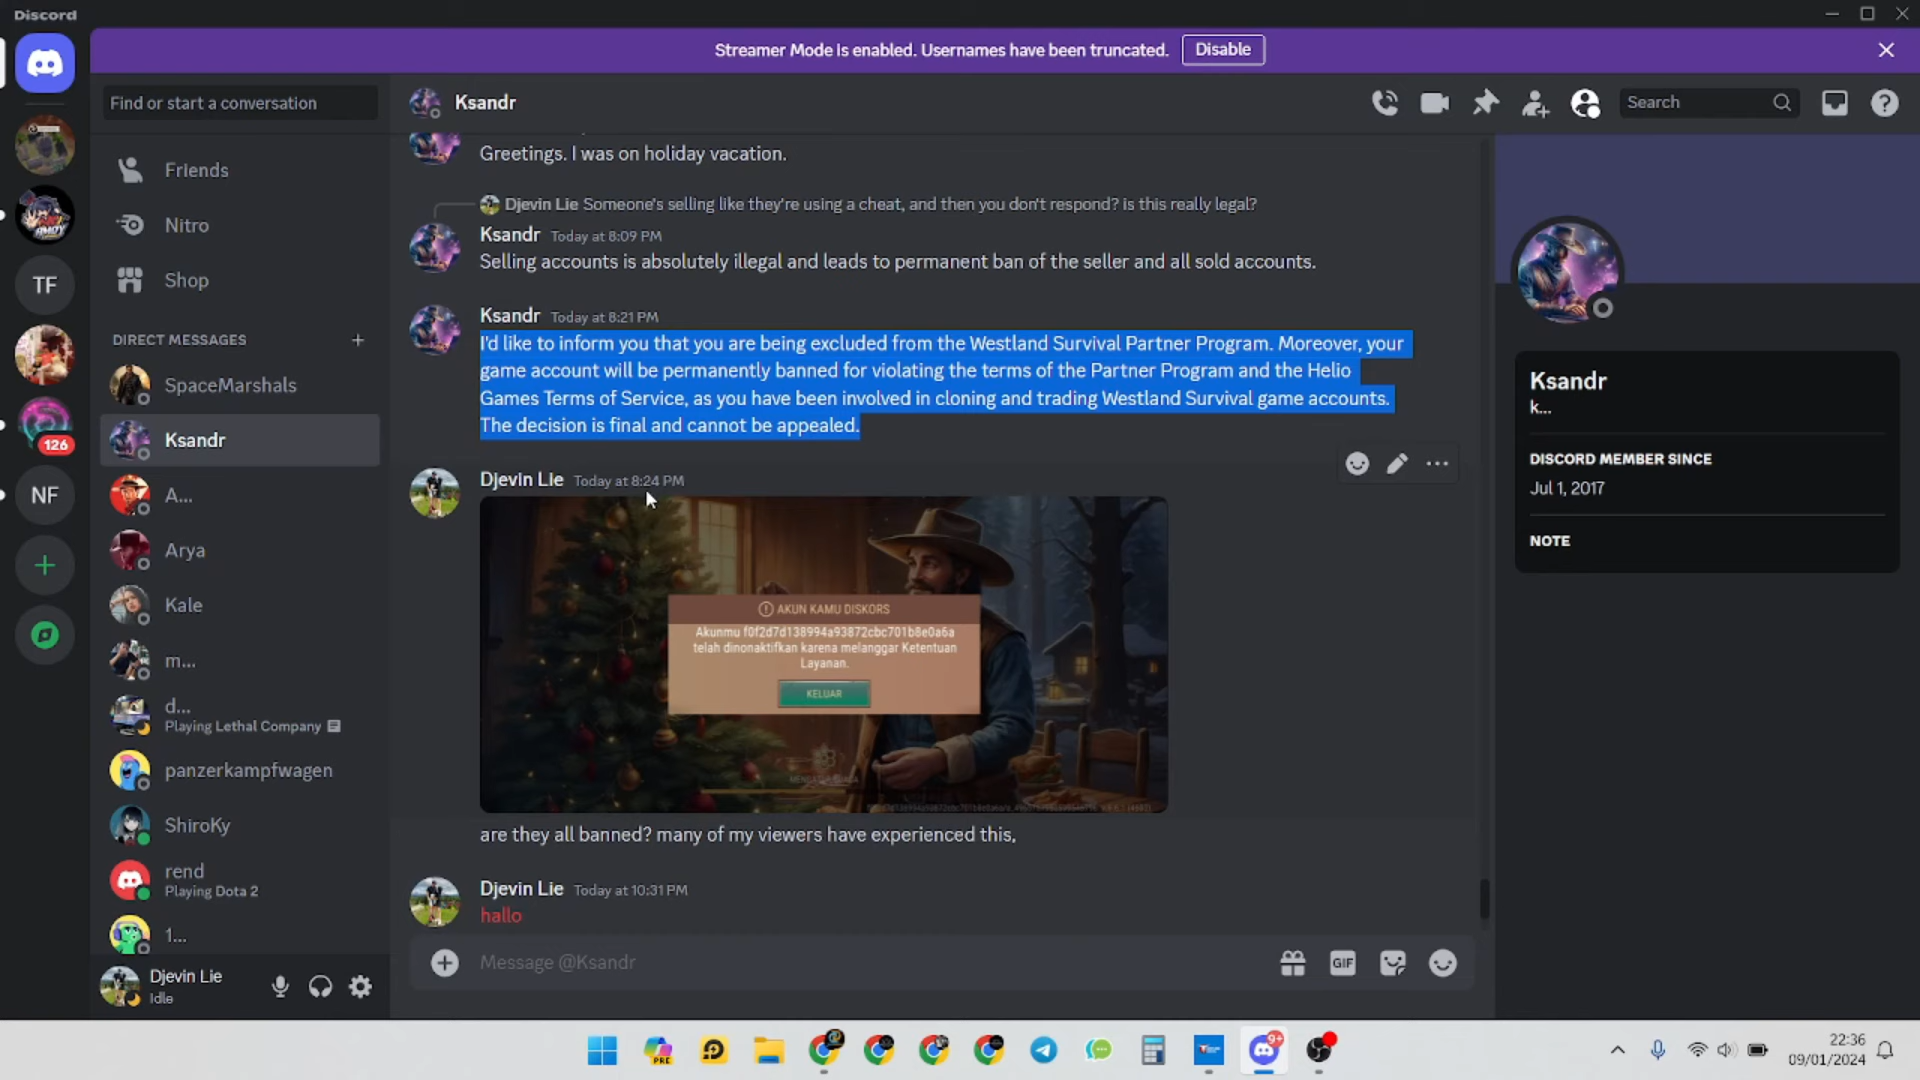 Discord
Streamer Mode is enabled. Usernames have been truncated.
Disable
Find or start a conversation
Ksandr
Search
Friends
Nitro
Shop
DIRECT MESSAGES
SpaceMarshals
Ksandr
A...
Arya
Kale
m...
d...
Playing Lethal Company
panzerkampfwagen
ShiroKy
rend
Playing Dota 2
1...
Djevin Lie
Idle
TF
126
NF
Greetings. I was on holiday vacation.
Djevin Lie Someone's selling like they're using a cheat, and then you don't respond? is this really legal?
Ksandr Today at 8:09 PM
Selling accounts is absolutely illegal and leads to permanent ban of the seller and all sold accounts.
Ksandr Today at 8:21 PM
I'd like to inform you that you are being excluded from the Westland Survival Partner Program. Moreover, your
game account will be permanently banned for violating the terms of the Partner Program and the Helio
Games Terms of Service, as you have been involved in cloning and trading Westland Survival game accounts.
The decision is final and cannot be appealed.
Djevin Lie Today at 8:24 PM
AKUN KAMU DISKORS
Akunmu f0f2d7d138994a93872cbc701b8e0a6a
telah dinonaktifkan karena melanggar Ketentuan
Layanan.
KELUAR
are they all banned? many of my viewers have experienced this,
Djevin Lie Today at 10:31 PM
hallo
Message @Ksandr
GIF
Ksandr
k...
DISCORD MEMBER SINCE
Jul 1, 2017
NOTE
PRE
9+
22:36
09/01/2024